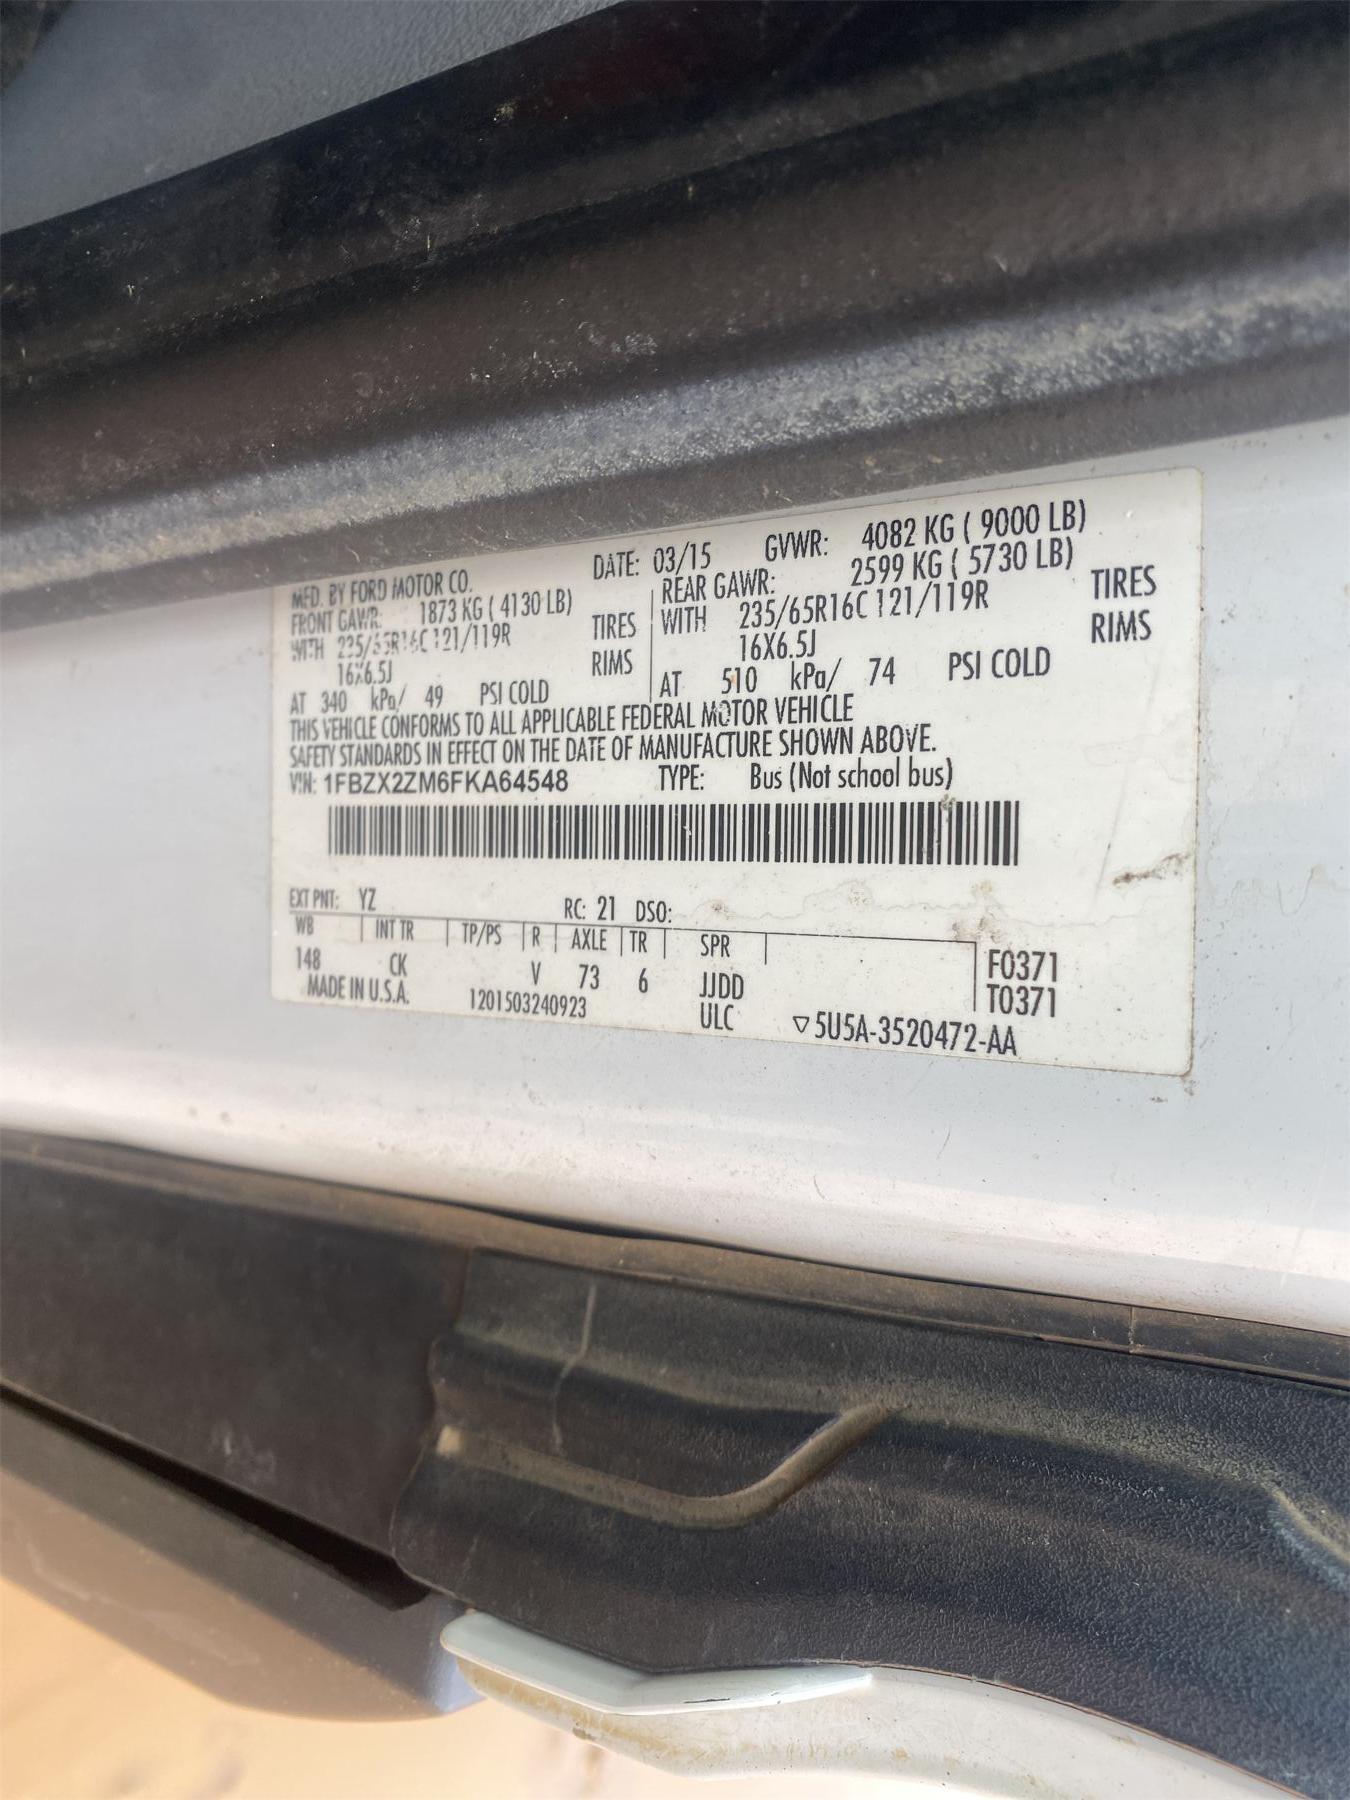 MFD. BY FORD MOTOR CO. DATE: 03/15 GVWR: 4082 KG ( 9000 LB)
FRONT GAWR: 1873 KG ( 4130 LB) REAR GAWR: 2599 KG ( 5730 LB)
WITH 235/65R16C 121/119R TIRES WITH 235/65R16C 121/119R TIRES
16X6.5J RIMS 16X6.5J RIMS
AT 340 kPa/ 49 PSI COLD AT 510 kPa/ 74 PSI COLD
THIS VEHICLE CONFORMS TO ALL APPLICABLE FEDERAL MOTOR VEHICLE
SAFETY STANDARDS IN EFFECT ON THE DATE OF MANUFACTURE SHOWN ABOVE.
VIN: 1FBZX2ZM6FKA64548 TYPE: Bus (Not school bus)
EXT PNT: YZ RC: 21 DSO:
WB INT TR TP/PS R AXLE TR SPR F0371
148 CK V 73 6 JJDD T0371
MADE IN U.S.A. 1201503240923 ULC ▽5U5A-3520472-AA